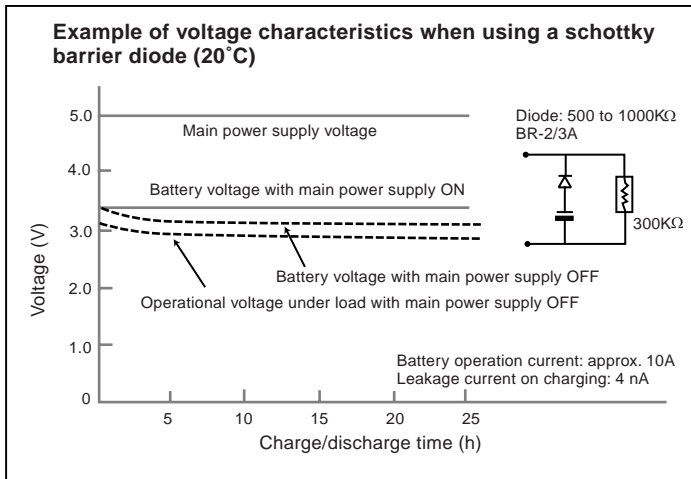 Example of voltage characteristics when using a schottky
barrier diode (20˚C)
5.0
4.0
3.0
2.0
1.0
0
Voltage (V)
Main power supply voltage
Battery voltage with main power supply ON
Battery voltage with main power supply OFF
Operational voltage under load with main power supply OFF
Diode: 500 to 1000KΩ
BR-2/3A
300KΩ
Battery operation current: approx. 10A
Leakage current on charging: 4 nA
5 10 15 20 25
Charge/discharge time (h)